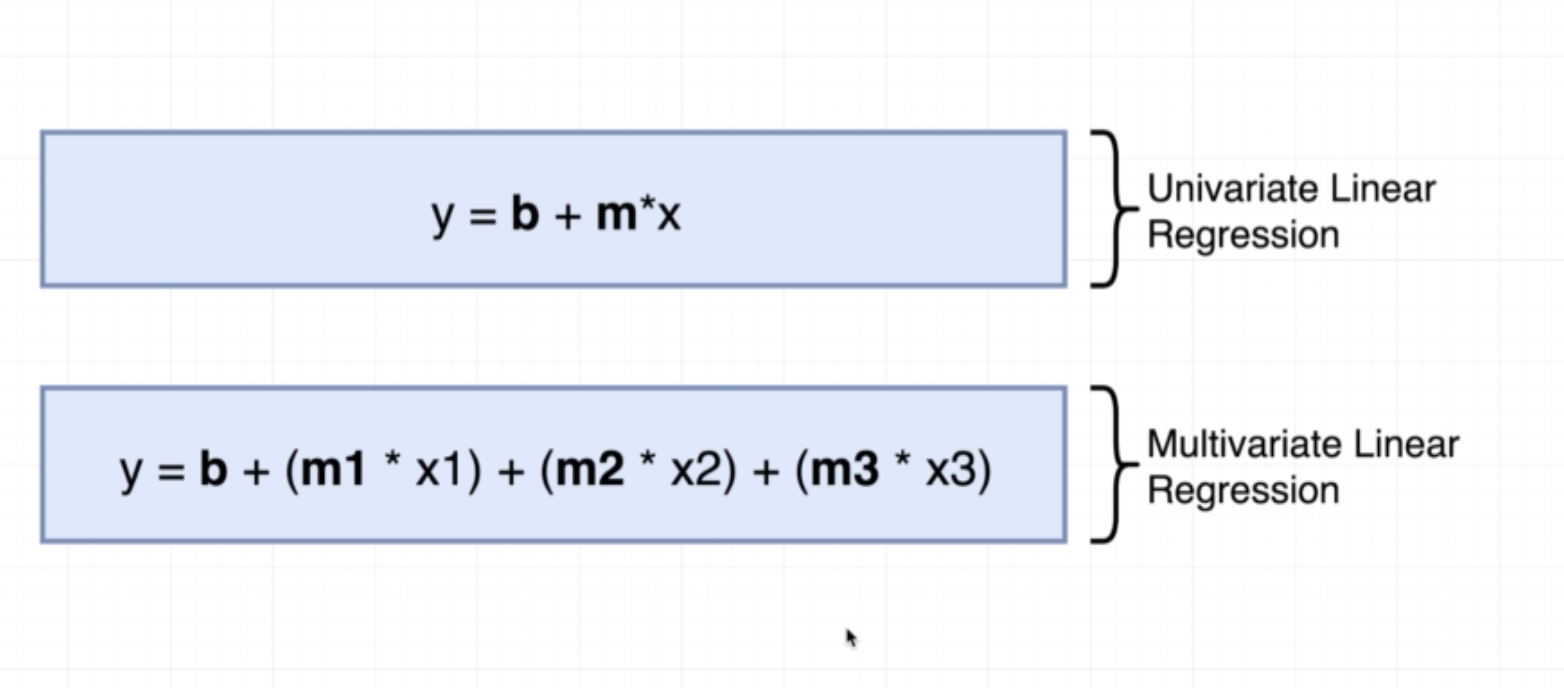 y = b + m*x
Univariate Linear
Regression
y = b + (m1 * x1) + (m2 * x2) + (m3 * x3)
Multivariate Linear
Regression